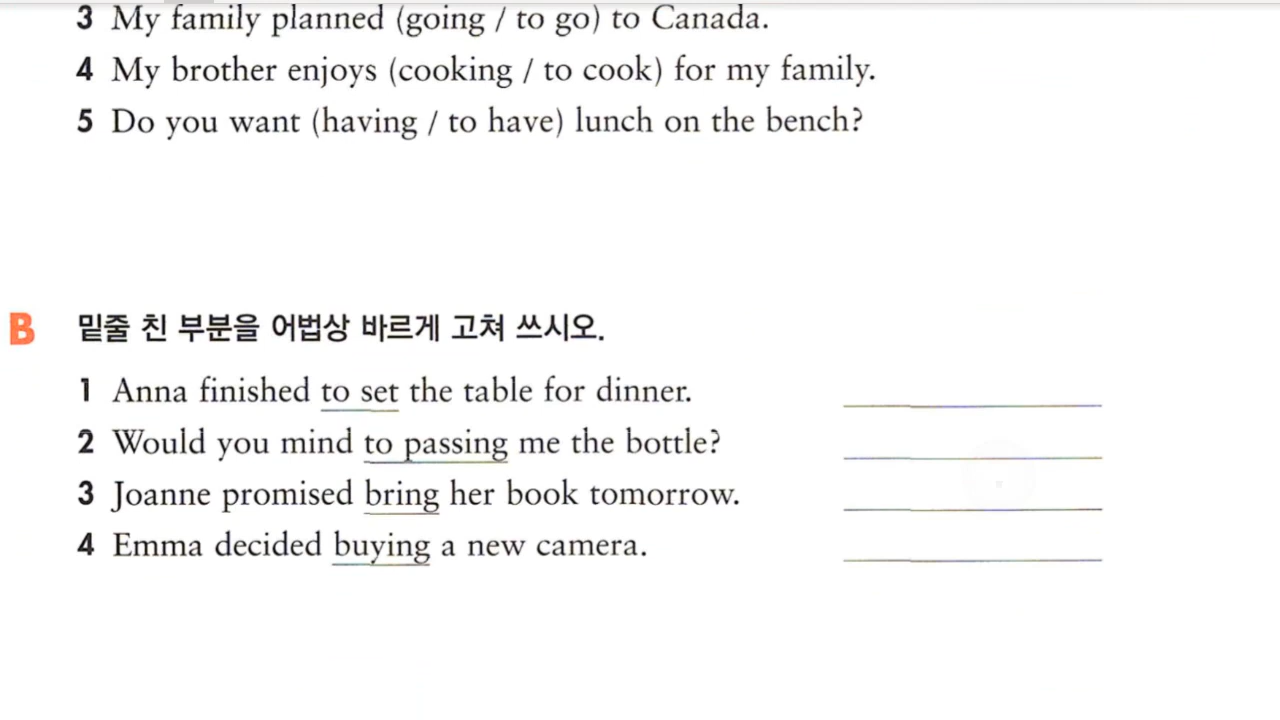 3 My family planned (going / to go) to Canada.
4 My brother enjoys (cooking / to cook) for my family.
5 Do you want (having / to have) lunch on the bench?
B 밑줄 친 부분을 어법상 바르게 고쳐 쓰시오.
1 Anna finished to set the table for dinner.
2 Would you mind to passing me the bottle?
3 Joanne promised bring her book tomorrow.
4 Emma decided buying a new camera.